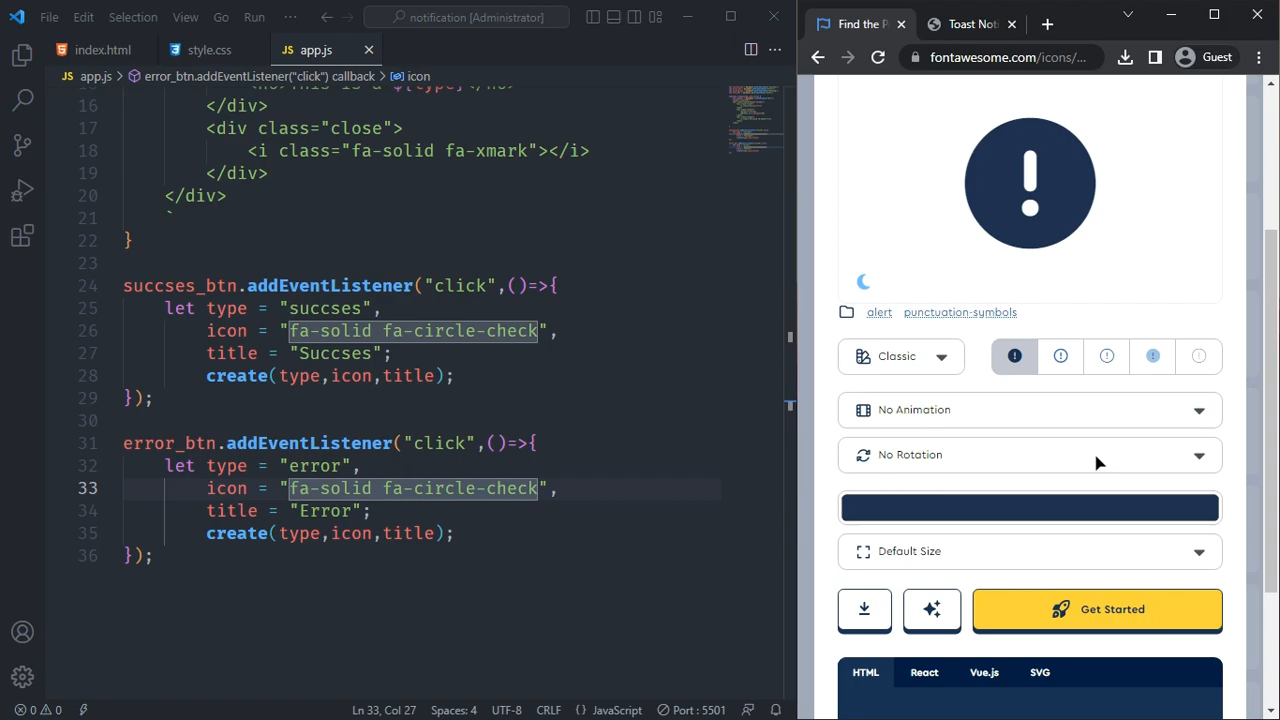 File Edit Selection View Go Run ··· notification [Administrator]
index.html style.css app.js
app.js > error_btn.addEventListener("click") callback > icon
16 </div>
17 <div class="close">
18 <i class="fa-solid fa-xmark"></i>
19 </div>
20 </div>
21 `
22 }
23
24 succses_btn.addEventListener("click",()=>{
25 let type = "succses",
26 icon = "fa-solid fa-circle-check",
27 title = "Succses";
28 create(type,icon,title);
29 });
30
31 error_btn.addEventListener("click",()=>{
32 let type = "error",
33 icon = "fa-solid fa-circle-check",
34 title = "Error";
35 create(type,icon,title);
36 });
0 0 Ln 33, Col 27 Spaces: 4 UTF-8 CRLF {} JavaScript Port : 5501
Find the P Toast Not
fontawesome.com/icons/... Guest
alert punctuation-symbols
Classic
No Animation
No Rotation
Default Size
Get Started
HTML React Vue.js SVG